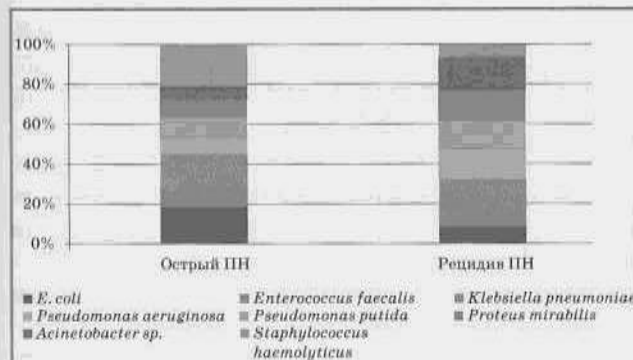 100%
80%
60%
40%
20%
0%
Острый ПН
Рецидив ПН
E. coli
Enterococcus faecalis
Klebsiella pneumoniae
Pseudomonas aeruginosa
Pseudomonas putida
Proteus mirabilis
Acinetobacter sp.
Staphylococcus
haemolyticus